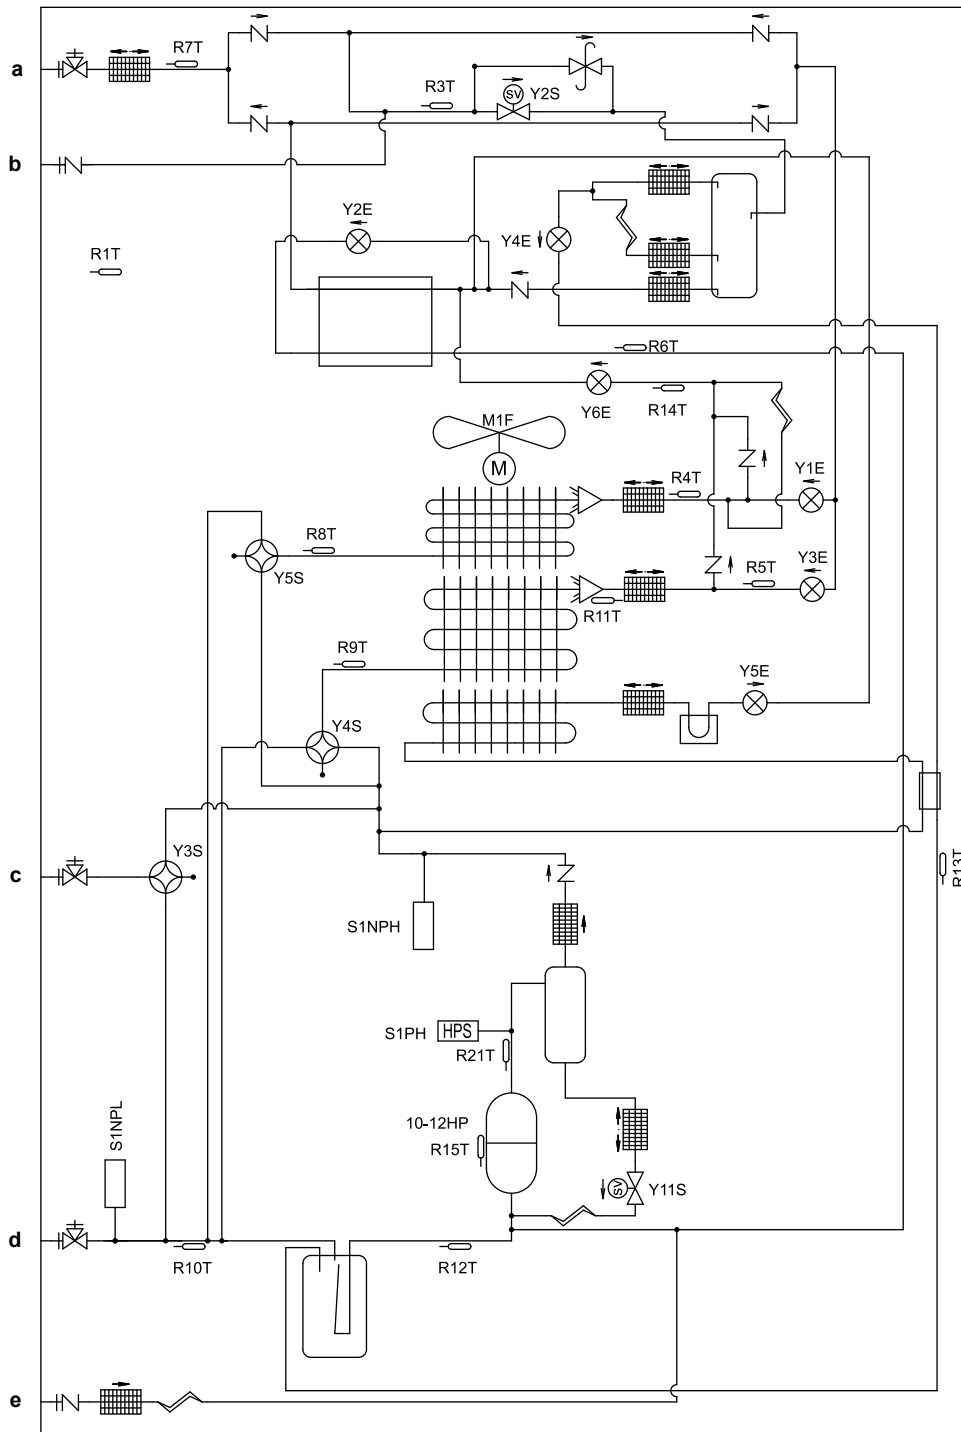 a
R7T
R3T
SV
Y2S
b
Y2E
Y4E
R1T
R6T
Y6E
R14T
M1F
M
R4T
Y1E
R8T
Y5S
R5T
Y3E
R11T
R9T
Y5E
Y4S
c
Y3S
R13T
S1NPH
S1PH
HPS
R21T
10-12HP
R15T
S1NPL
SV
Y11S
d
R10T
R12T
e